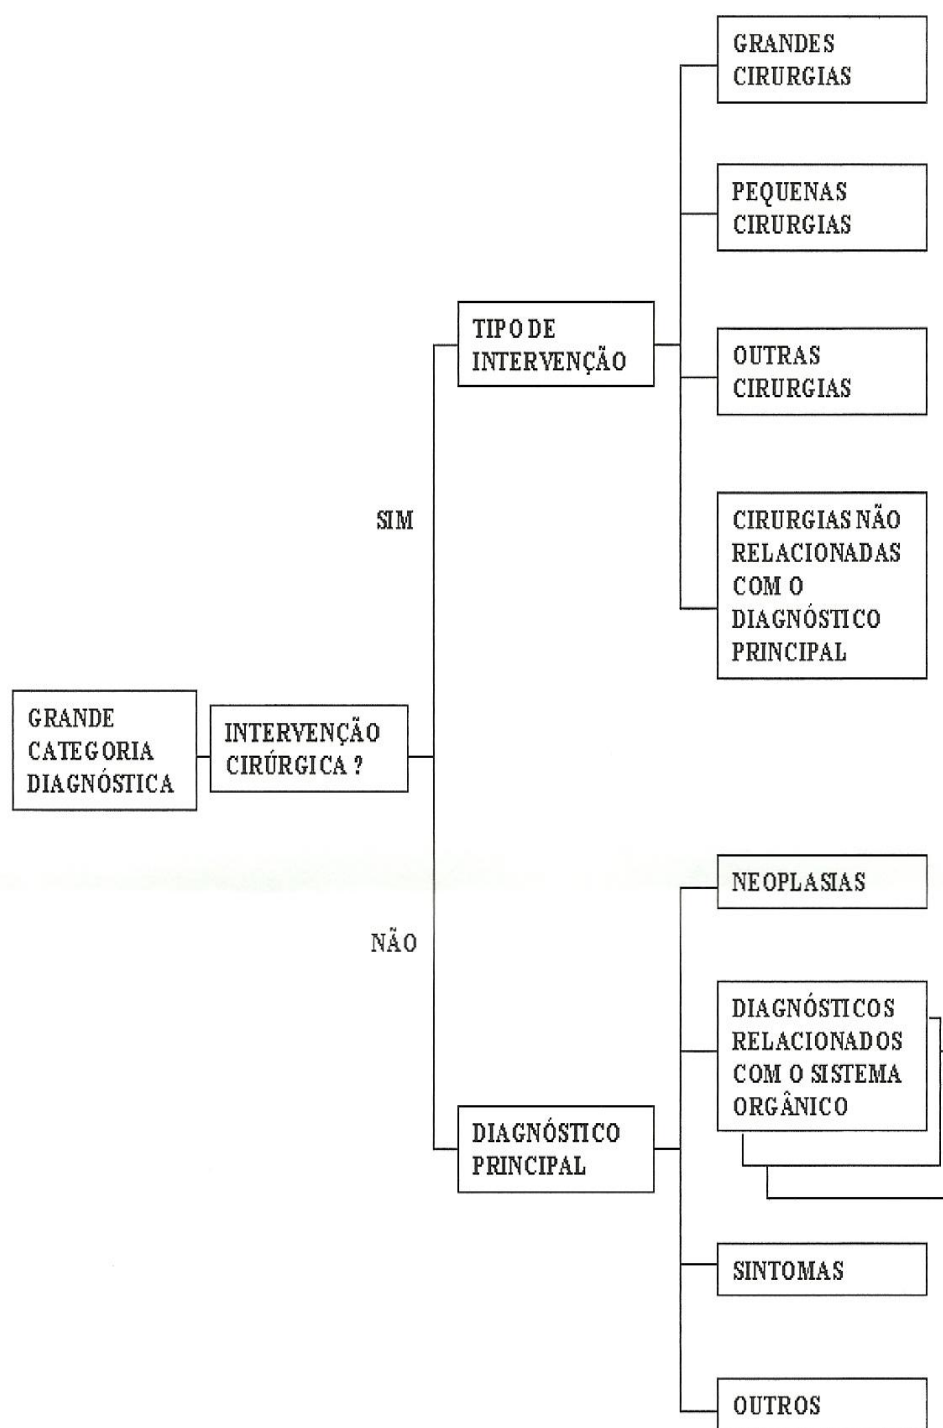 GRANDES
CIRURGIAS
PEQUENAS
CIRURGIAS
TIPO DE
INTERVENÇÃO
OUTRAS
CIRURGIAS
SIM
CIRURGIAS NÃO
RELACIONADAS
COM O
DIAGNÓSTICO
PRINCIPAL
GRANDE
CATEGORIA
DIAGNÓSTICA
INTERVENÇÃO
CIRÚRGICA ?
NÃO
NEOPLASIAS
DIAGNÓSTICOS
RELACIONADOS
COM O SISTEMA
ORGÂNICO
DIAGNÓSTICO
PRINCIPAL
SINTOMAS
OUTROS